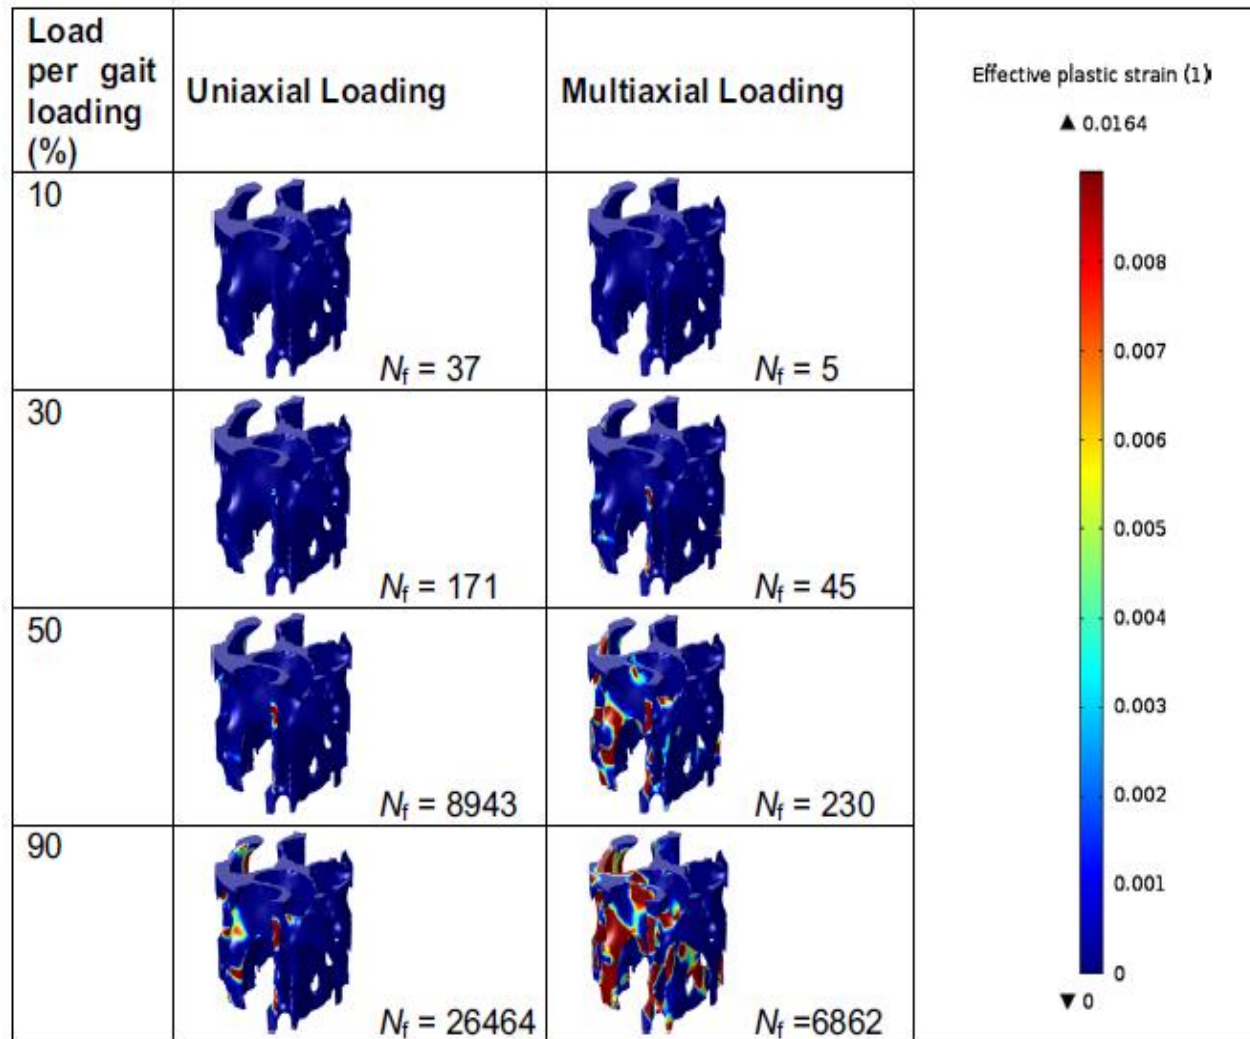 Load
per gait
loading
(%)
Uniaxial Loading
Multiaxial Loading
Effective plastic strain (1)
▲ 0.0164
10
Nf = 37
Nf = 5
0.008
0.007
30
Nf = 171
Nf = 45
0.006
0.005
0.004
50
Nf = 8943
Nf = 230
0.003
0.002
90
Nf = 26464
Nf =6862
0.001
0
▼ 0